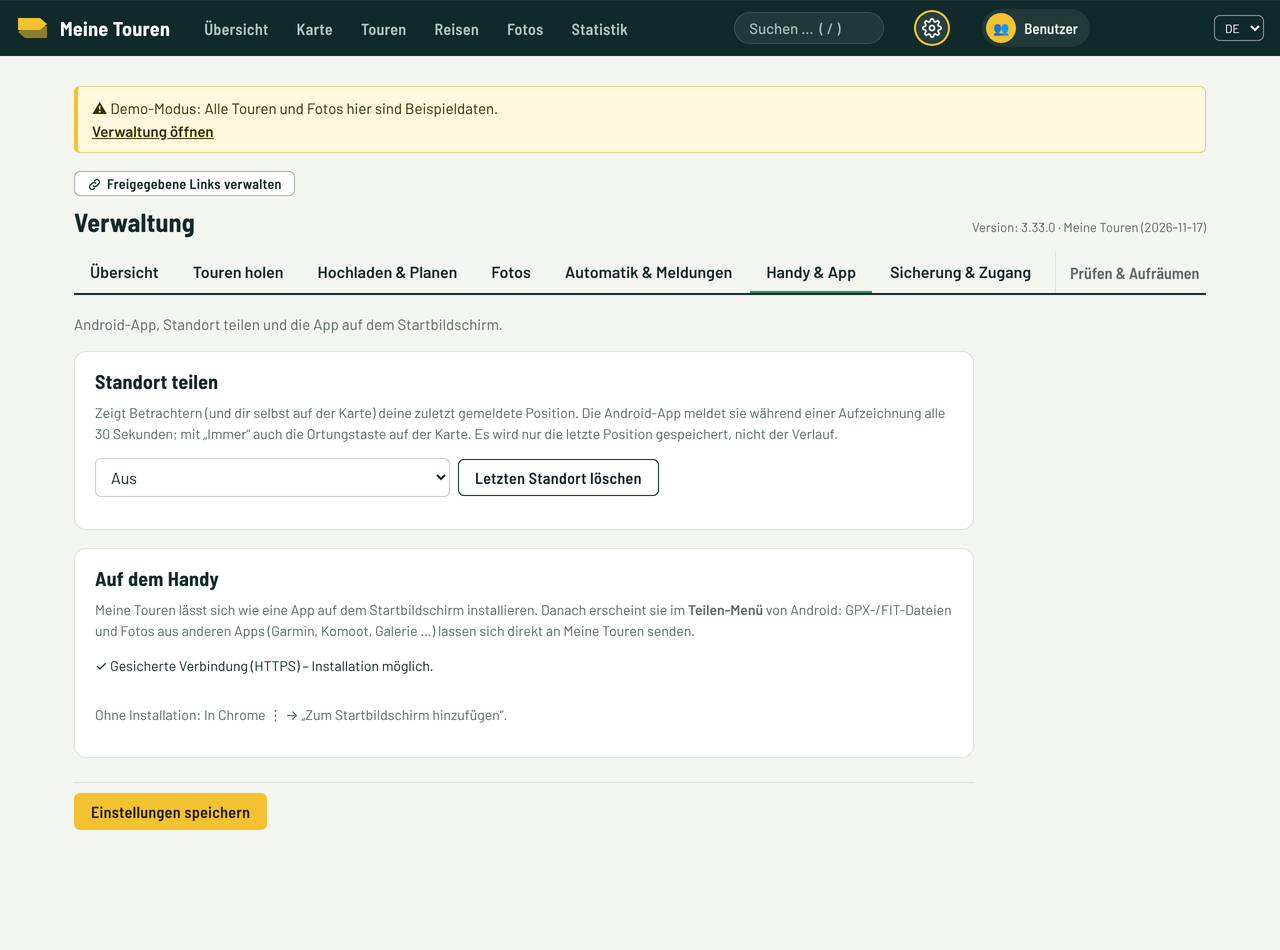 Meine Touren
Übersicht
Karte
Touren
Reisen
Fotos
Statistik
Suchen … ( / )
Benutzer
DE
⚠ Demo-Modus: Alle Touren und Fotos hier sind Beispieldaten.
Verwaltung öffnen
Freigegebene Links verwalten
Verwaltung
Version: 3.33.0 · Meine Touren (2026-11-17)
Übersicht
Touren holen
Hochladen & Planen
Fotos
Automatik & Meldungen
Handy & App
Sicherung & Zugang
Prüfen & Aufräumen
Android-App, Standort teilen und die App auf dem Startbildschirm.
Standort teilen
Zeigt Betrachtern (und dir selbst auf der Karte) deine zuletzt gemeldete Position. Die Android-App meldet sie während einer Aufzeichnung alle
30 Sekunden; mit „Immer“ auch die Ortungstaste auf der Karte. Es wird nur die letzte Position gespeichert, nicht der Verlauf.
Aus
Letzten Standort löschen
Auf dem Handy
Meine Touren lässt sich wie eine App auf dem Startbildschirm installieren. Danach erscheint sie im Teilen-Menü von Android: GPX-/FIT-Dateien
und Fotos aus anderen Apps (Garmin, Komoot, Galerie …) lassen sich direkt an Meine Touren senden.
✓ Gesicherte Verbindung (HTTPS) – Installation möglich.
Ohne Installation: In Chrome ⋮ → „Zum Startbildschirm hinzufügen“.
Einstellungen speichern